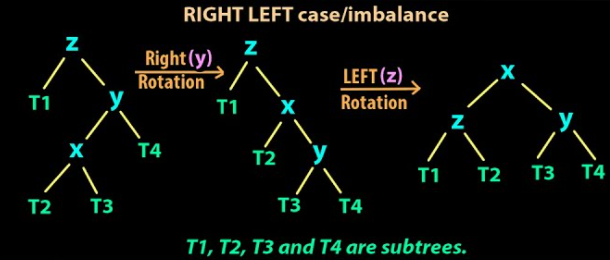 RIGHT LEFT case/imbalance
z
T1
y
x
T4
T2 T3
Right(y)
Rotation
z
T1
x
T2
y
T3 T4
LEFT(z)
Rotation
x
z y
T1 T2 T3 T4
T1, T2, T3 and T4 are subtrees.